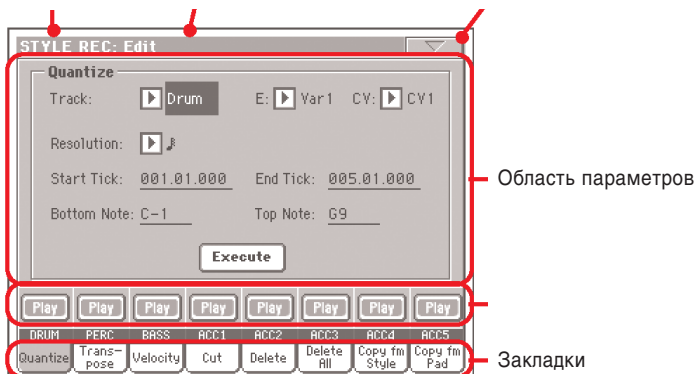 STYLE REC: Edit
Quantize
Track: Drum E: Var1 CV: CV1
Resolution:
Start Tick: 001.01.000 End Tick: 005.01.000
Bottom Note: C-1 Top Note: G9
Execute
Область параметров
Play Play Play Play Play Play Play Play
DRUM PERC BASS ACC1 ACC2 ACC3 ACC4 ACC5
Quantize Trans-pose Velocity Cut Delete Delete All Copy fm Style Copy fm Pad
Закладки